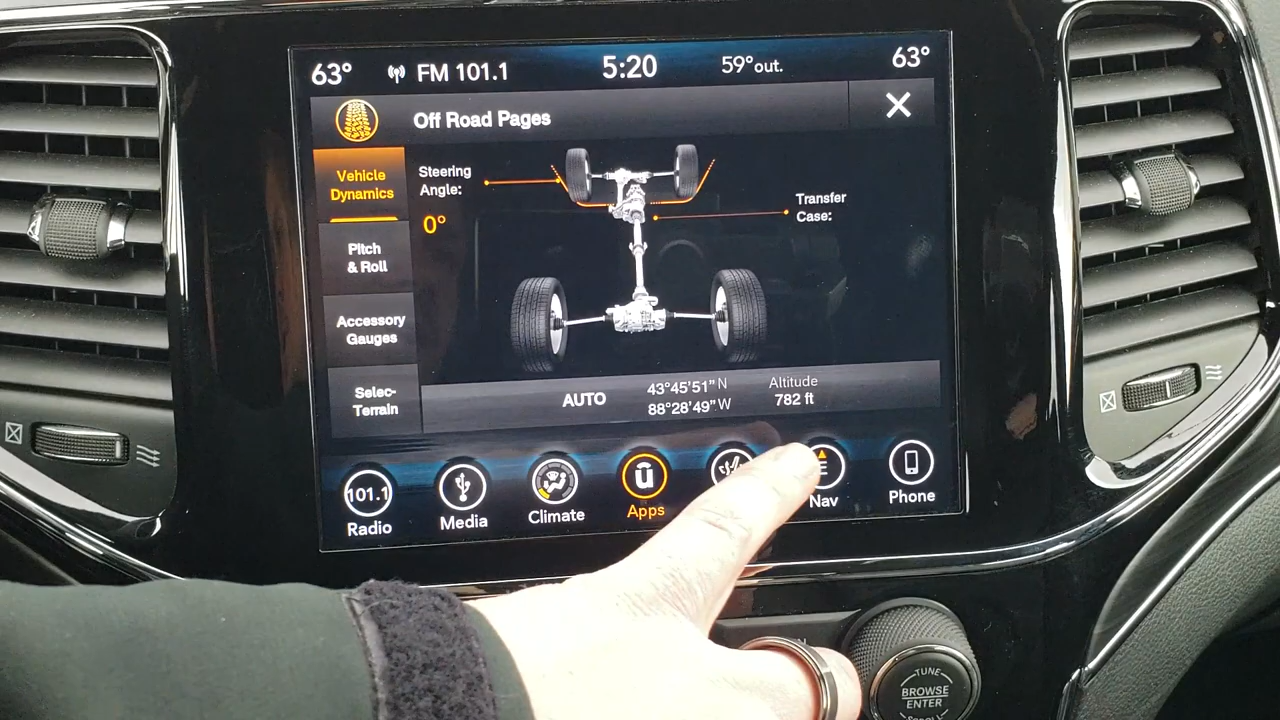 63°
FM 101.1
5:20
59° out.
63°
Off Road Pages
X
Vehicle
Dynamics
Pitch
& Roll
Accessory
Gauges
Selec-
Terrain
Steering
Angle:
0°
Transfer
Case:
AUTO
43°45'51" N
88°28'49" W
Altitude
782 ft
101.1
Radio
Media
Climate
ü
Apps
E
Nav
Phone
TUNE
BROWSE
ENTER